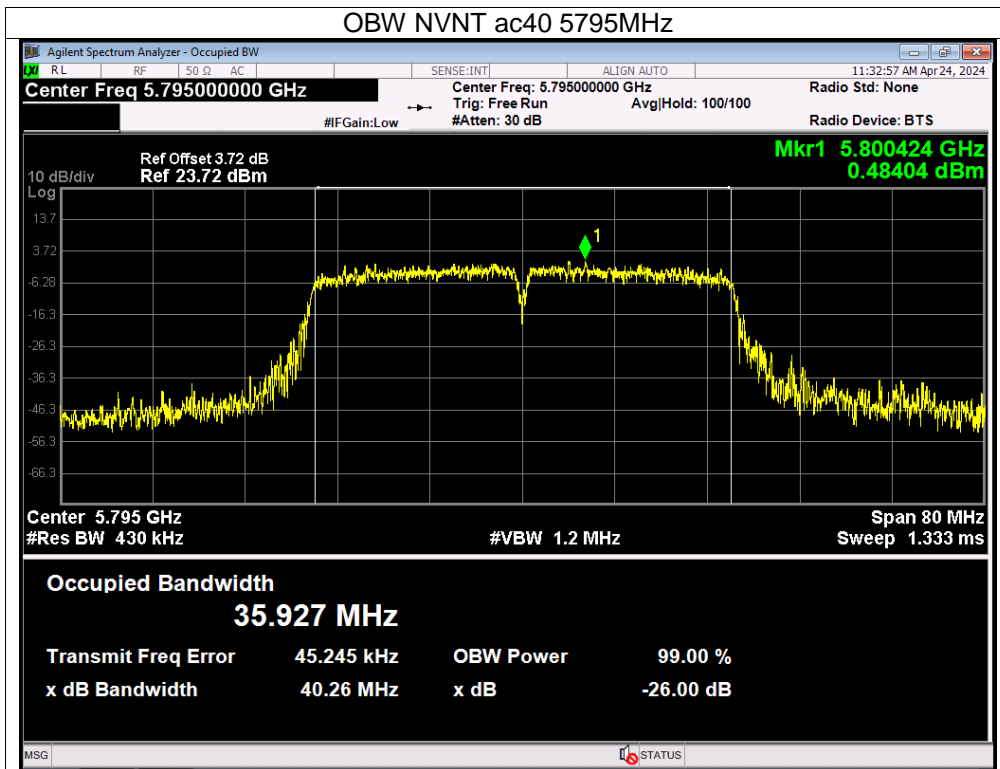 OBW NVNT ac40 5795MHz
Agilent Spectrum Analyzer - Occupied BW
LXI RL RF 50 Ω AC SENSE:INT ALIGN AUTO 11:32:57 AM Apr 24, 2024
Center Freq 5.795000000 GHz Center Freq: 5.795000000 GHz Radio Std: None
Trig: Free Run Avg|Hold: 100/100
#IFGain:Low #Atten: 30 dB Radio Device: BTS
Mkr1 5.800424 GHz
Ref Offset 3.72 dB
10 dB/div Ref 23.72 dBm 0.48404 dBm
Log
13.7
1
3.72
-6.28
-16.3
-26.3
-36.3
-46.3
-56.3
-66.3
Center 5.795 GHz Span 80 MHz
#Res BW 430 kHz #VBW 1.2 MHz Sweep 1.333 ms
Occupied Bandwidth
35.927 MHz
Transmit Freq Error 45.245 kHz OBW Power 99.00 %
x dB Bandwidth 40.26 MHz x dB -26.00 dB
MSG STATUS